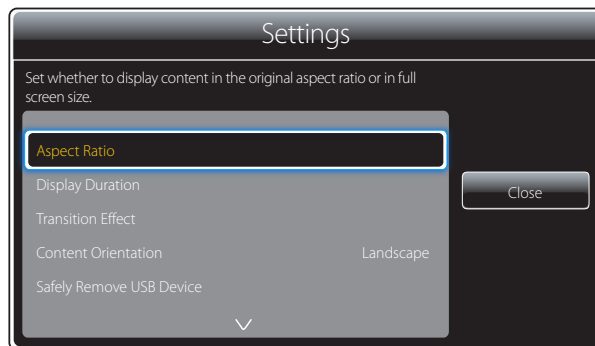 Settings
Set whether to display content in the original aspect ratio or in full
screen size.
Aspect Ratio
Display Duration
Close
Transition Effect
Content Orientation Landscape
Safely Remove USB Device